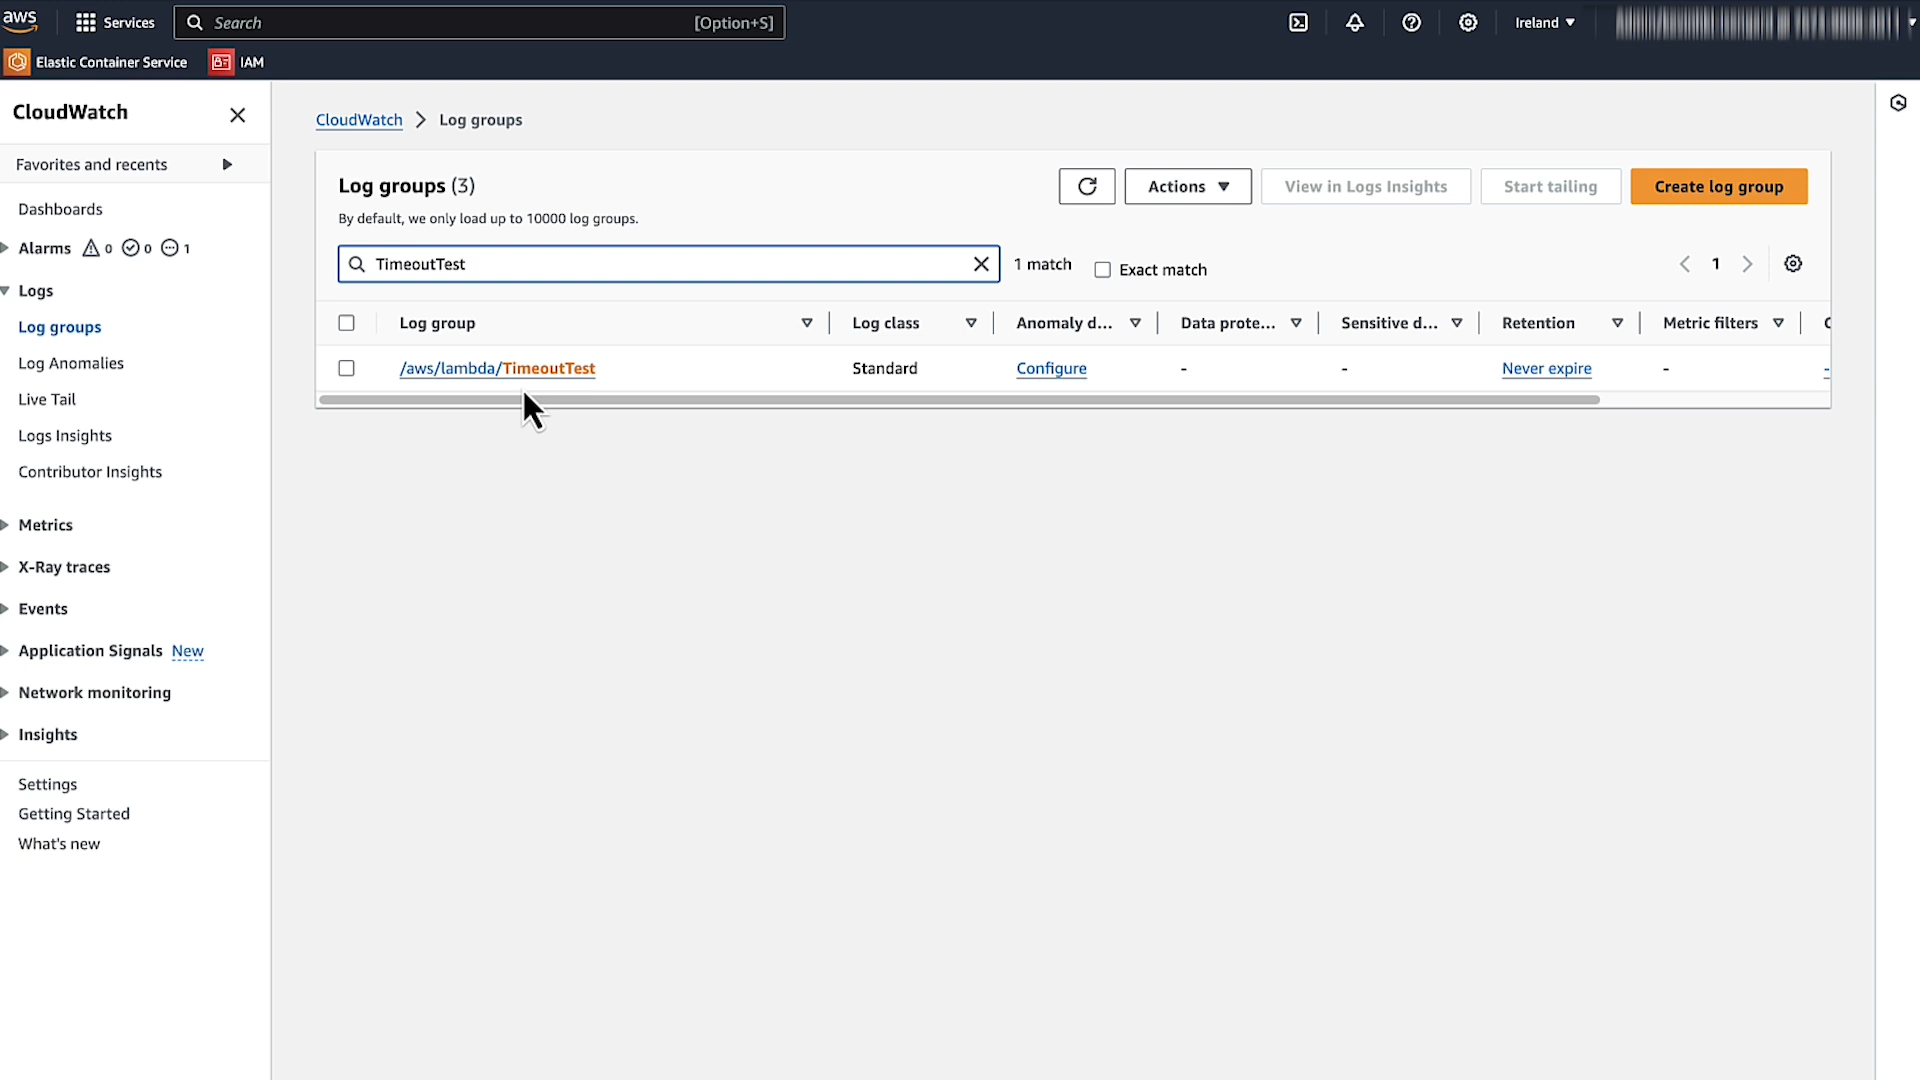 aws
Services
Search [Option+S]
Ireland
Elastic Container Service
IAM
CloudWatch
Favorites and recents
Dashboards
Alarms 0 0 1
Logs
Log groups
Log Anomalies
Live Tail
Logs Insights
Contributor Insights
Metrics
X-Ray traces
Events
Application Signals New
Network monitoring
Insights
Settings
Getting Started
What's new
CloudWatch > Log groups
Log groups (3)
Actions
View in Logs Insights
Start tailing
Create log group
By default, we only load up to 10000 log groups.
TimeoutTest
1 match
Exact match
1
Log group Log class Anomaly d... Data prote... Sensitive d... Retention Metric filters
/aws/lambda/TimeoutTest Standard Configure - - Never expire - -